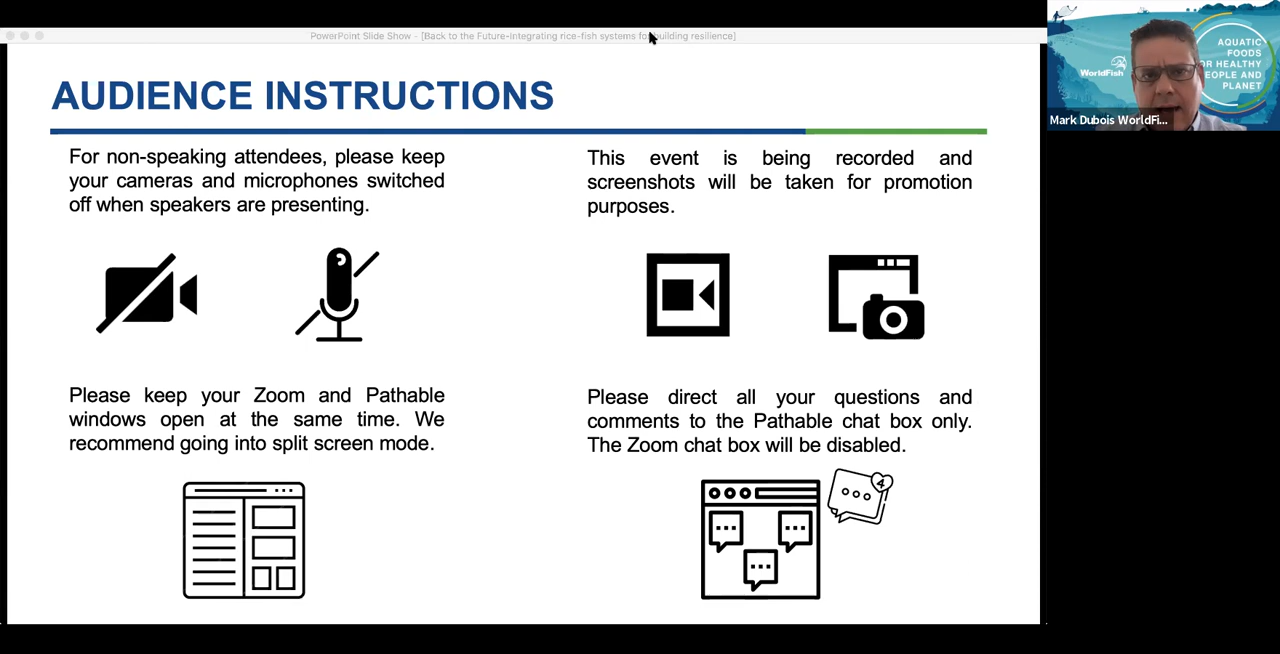 PowerPoint Slide Show - [Back to the Future-Integrating rice-fish systems for building resilience]
AUDIENCE INSTRUCTIONS
For non-speaking attendees, please keep
your cameras and microphones switched
off when speakers are presenting.
This event is being recorded and
screenshots will be taken for promotion
purposes.
Please keep your Zoom and Pathable
windows open at the same time. We
recommend going into split screen mode.
Please direct all your questions and
comments to the Pathable chat box only.
The Zoom chat box will be disabled.
4
WorldFish
AQUATIC
FOODS
OR HEALTHY
EOPLE AND
PLANET
Mark Dubois WorldFi...